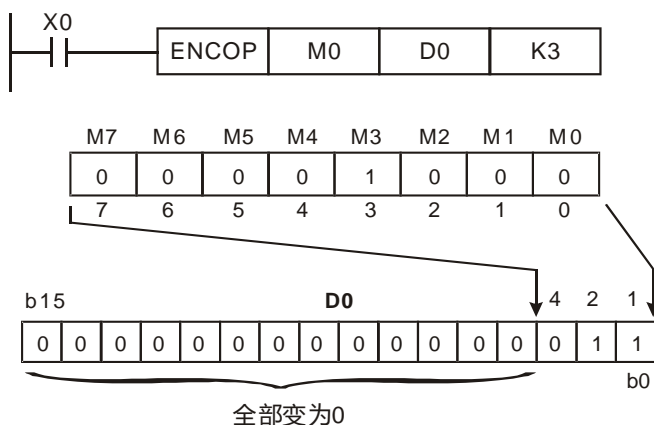 X0
ENCOP M0 D0 K3
M7 M6 M5 M4 M3 M2 M1 M0
0 0 0 0 1 0 0 0
7 6 5 4 3 2 1 0
b15 D0 4 2 1
0 0 0 0 0 0 0 0 0 0 0 0 0 0 1 1
b0
全部变为0